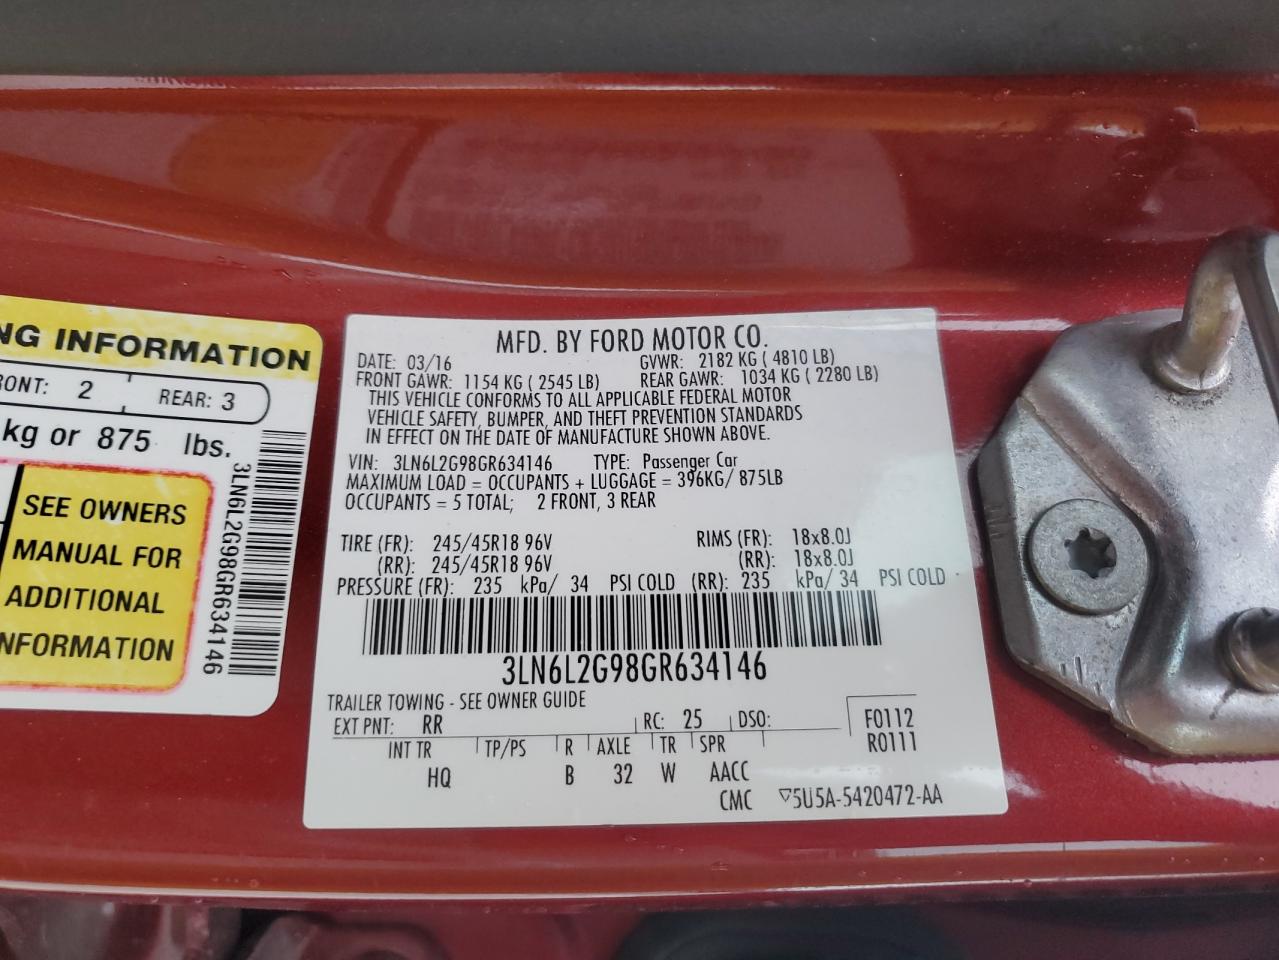 NG INFORMATION
RONT: 2 REAR: 3
kg or 875 lbs.
SEE OWNERS
MANUAL FOR
ADDITIONAL
NFORMATION
3LN6L2G98GR634146
MFD. BY FORD MOTOR CO.
DATE: 03/16 GVWR: 2182 KG ( 4810 LB)
FRONT GAWR: 1154 KG ( 2545 LB) REAR GAWR: 1034 KG ( 2280 LB)
THIS VEHICLE CONFORMS TO ALL APPLICABLE FEDERAL MOTOR
VEHICLE SAFETY, BUMPER, AND THEFT PREVENTION STANDARDS
IN EFFECT ON THE DATE OF MANUFACTURE SHOWN ABOVE.
VIN: 3LN6L2G98GR634146 TYPE: Passenger Car
MAXIMUM LOAD = OCCUPANTS + LUGGAGE = 396KG/ 875LB
OCCUPANTS = 5 TOTAL; 2 FRONT, 3 REAR
TIRE (FR): 245/45R18 96V RIMS (FR): 18x8.0J
(RR): 245/45R18 96V (RR): 18x8.0J
PRESSURE (FR): 235 kPa/ 34 PSI COLD (RR): 235 kPa/ 34 PSI COLD
3LN6L2G98GR634146
TRAILER TOWING - SEE OWNER GUIDE
EXT PNT: RR RC: 25 DSO: F0112
INT TR TP/PS R AXLE TR SPR R0111
HQ B 32 W AACC
CMC ▽5U5A-5420472-AA